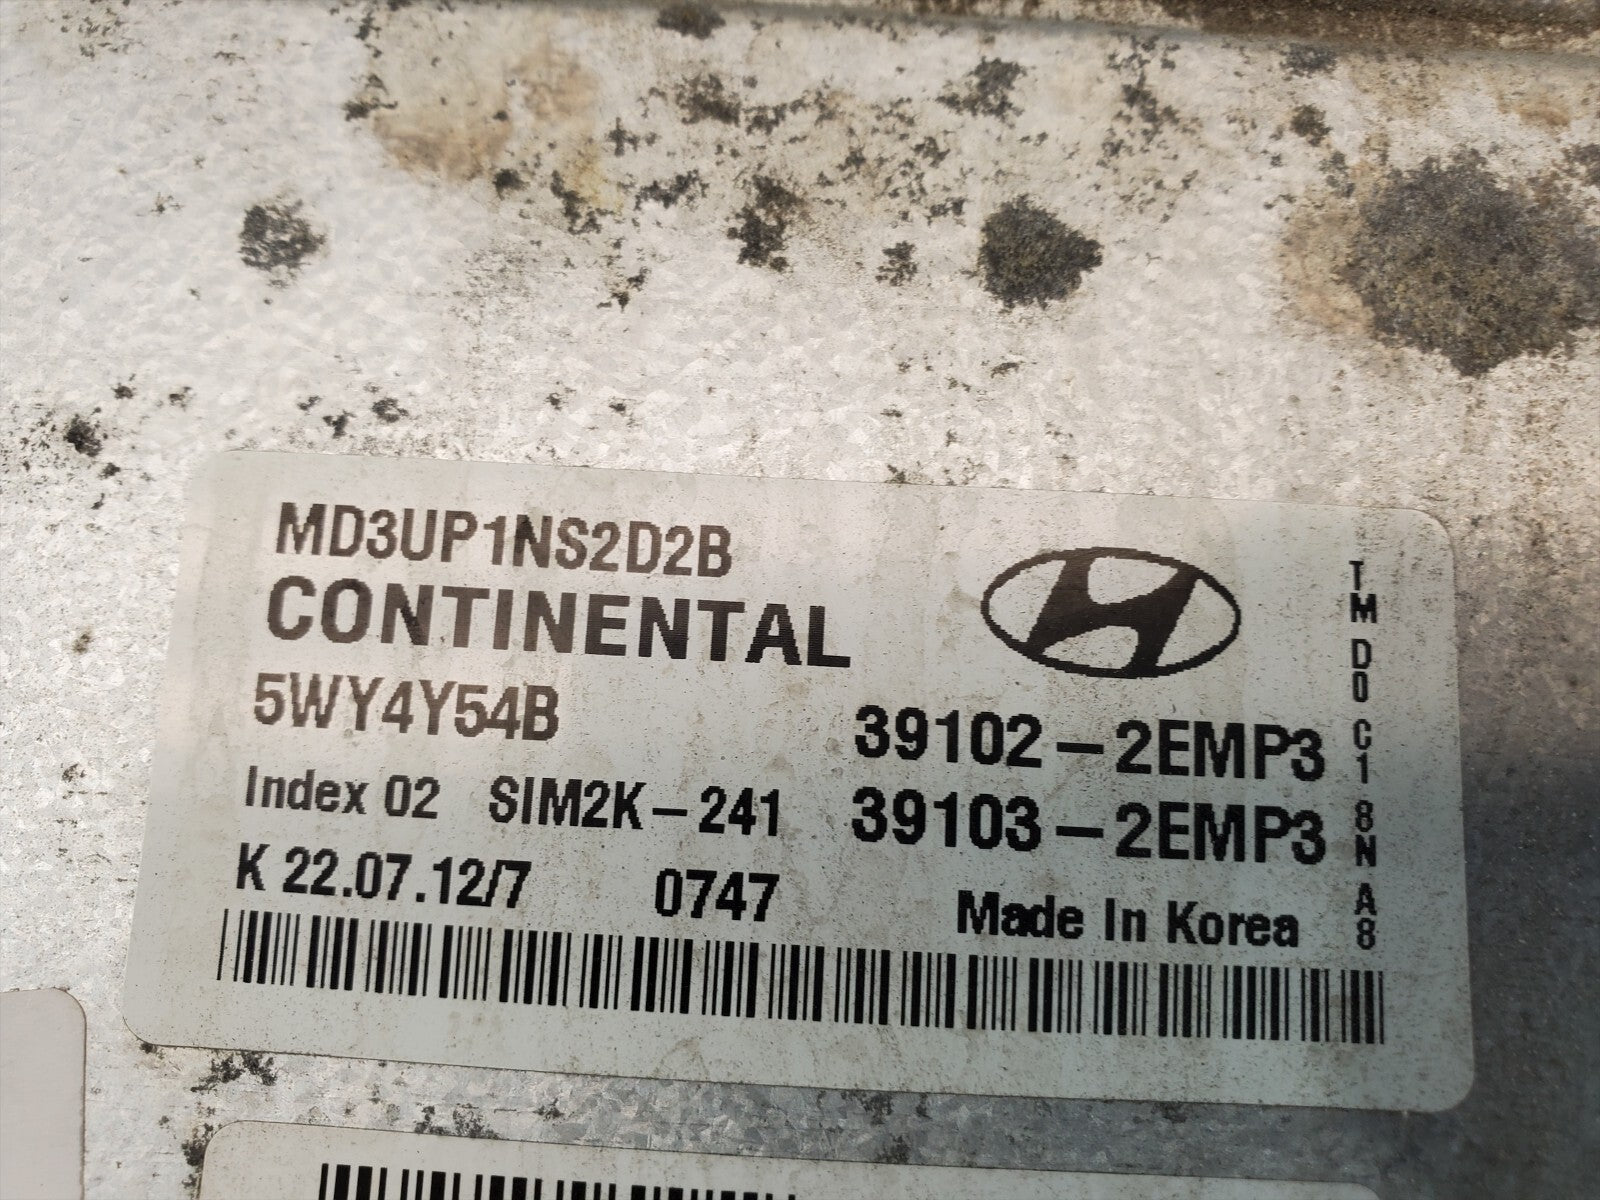 MD3UP1NS2D2B
CONTINENTAL
5WY4Y54B
39102-2EMP3
Index 02 SIM2K-241
39103-2EMP3
K 22.07.12/7 0747
Made In Korea
TM D0 C1 8N A8